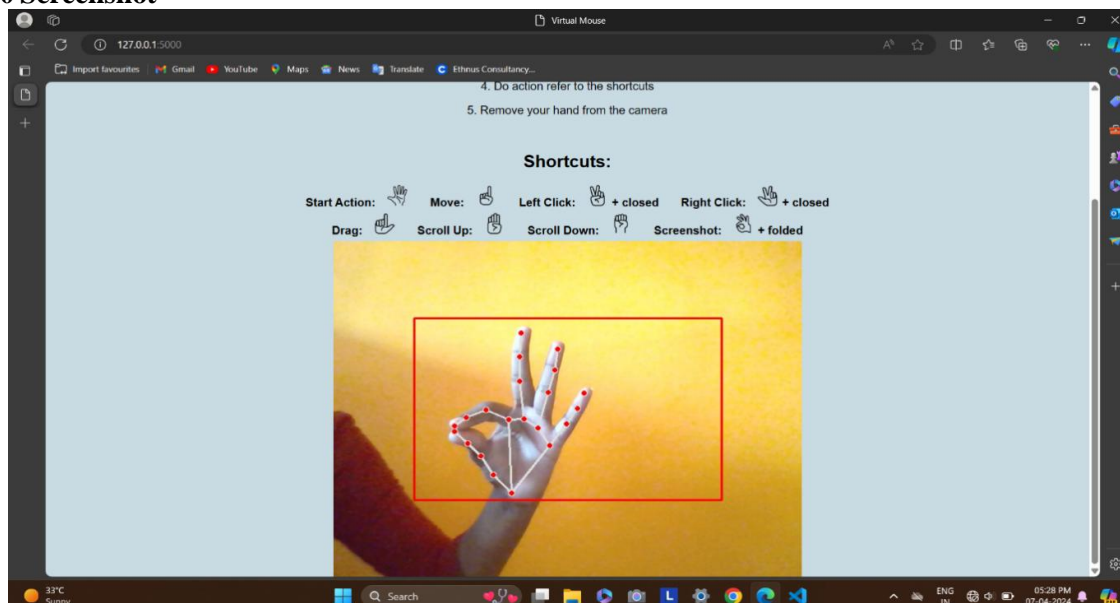 o Screenshot
Virtual Mouse
127.0.0.1:5000
Import favourites Gmail YouTube Maps News Translate Ethnus Consultancy...
4. Do action refer to the shortcuts
5. Remove your hand from the camera
Shortcuts:
Start Action: Move: Left Click: + closed Right Click: + closed
Drag: Scroll Up: Scroll Down: Screenshot: + folded
33°C
Sunny
Search
ENG
IN
05:28 PM
07-04-2024